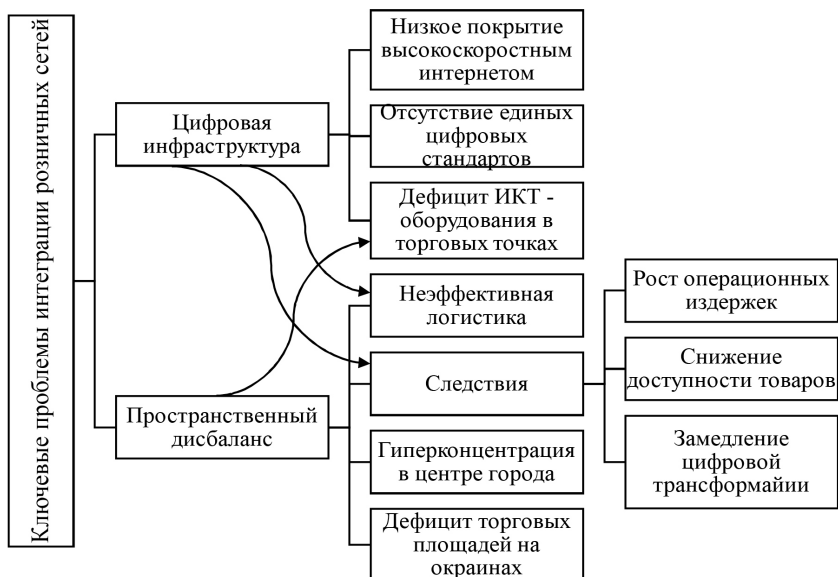 Ключевые проблемы интеграции розничных сетей
Цифровая
инфраструктура
Пространственный
дисбаланс
Низкое покрытие
высокоскоростным
интернетом
Отсутствие единых
цифровых
стандартов
Дефицит ИКТ -
оборудования в
торговых точках
Неэффективная
логистика
Следствия
Гиперконцентрация
в центре города
Дефицит торговых
площадей на
окраинах
Рост операционных
издержек
Снижение
доступности товаров
Замедление
цифровой
трансформайии